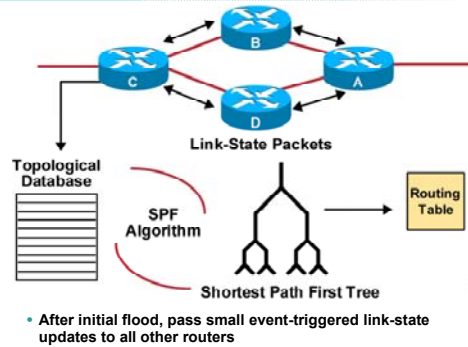 B
C
A
D
Link-State Packets
Topological
Database
SPF
Algorithm
Routing
Table
Shortest Path First Tree
• After initial flood, pass small event-triggered link-state
updates to all other routers